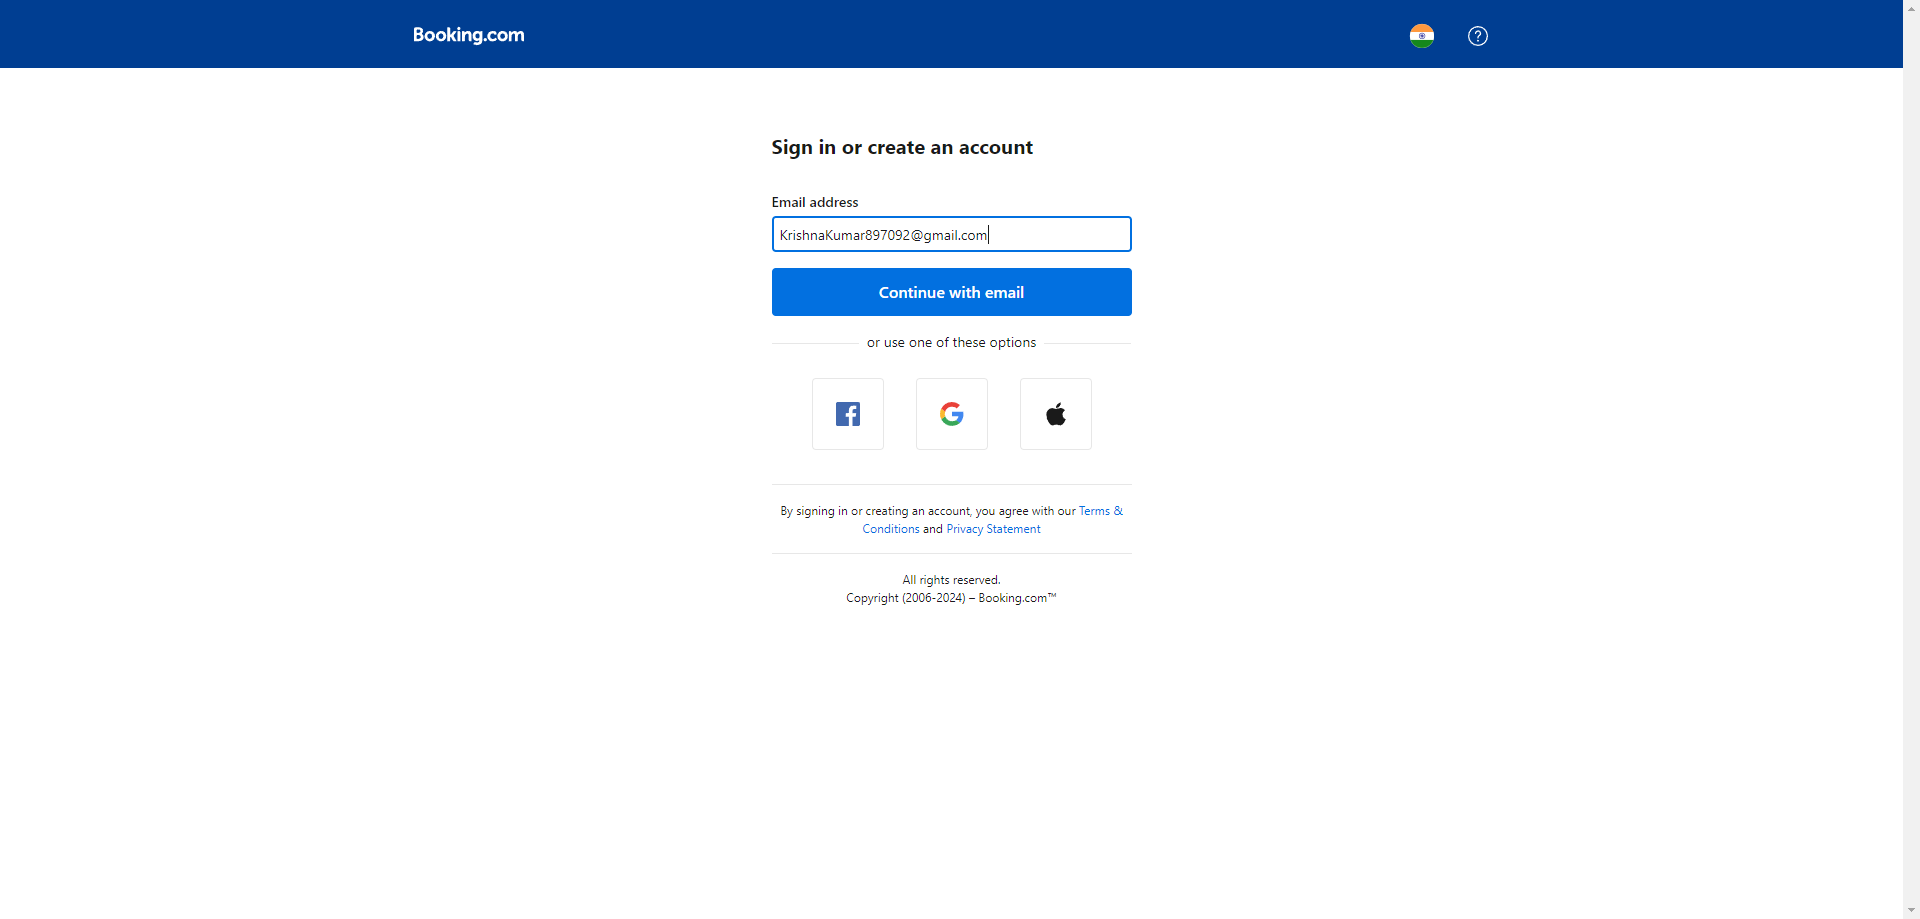 Booking.com
Sign in or create an account
Email address
KrishnaKumar897092@gmail.com
Continue with email
or use one of these options
By signing in or creating an account, you agree with our Terms &
Conditions and Privacy Statement
All rights reserved.
Copyright (2006-2024) – Booking.com™